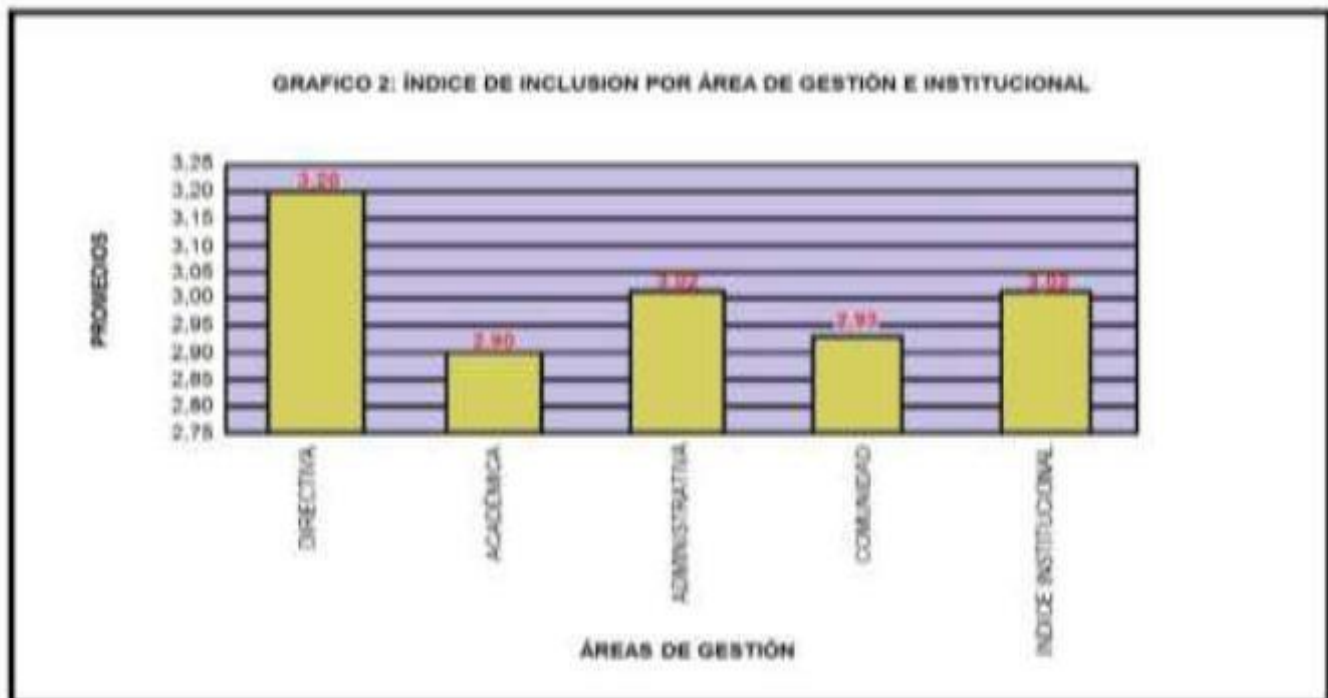 GRAFICO 2: ÍNDICE DE INCLUSION POR ÁREA DE GESTIÓN E INSTITUCIONAL
PROMEDIOS
3,25
3,20
3,15
3,10
3,05
3,00
2,95
2,90
2,85
2,80
2,75
3,20
2,90
3,02
2,93
3,02
DIRECTIVA
ACADÉMICA
ADMINISTRATIVA
COMUNIDAD
INDICE INSTITUCIONAL
ÁREAS DE GESTIÓN